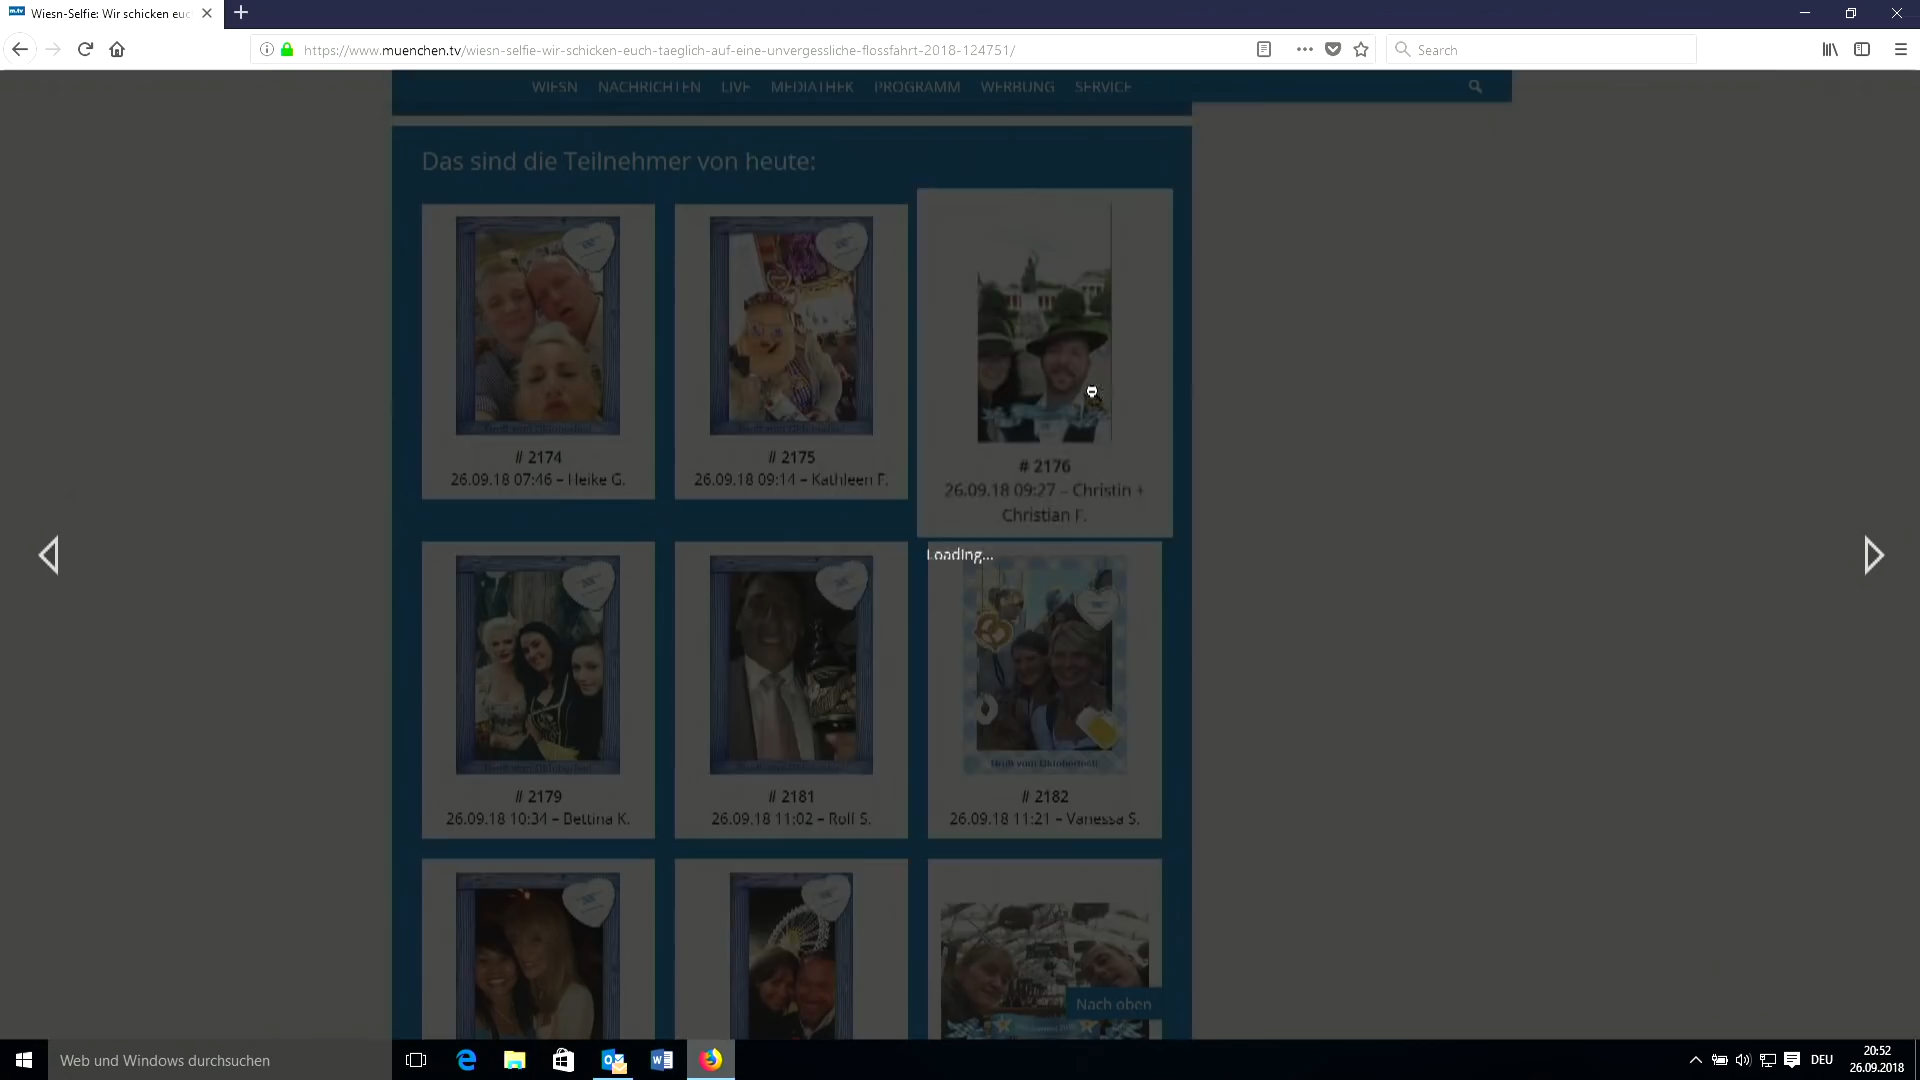 Wiesn-Selfie: Wir schicken euc
https://www.muenchen.tv/wiesn-selfie-wir-schicken-euch-taeglich-auf-eine-unvergessliche-flossfahrt-2018-124751/
Search
WIESN NACHRICHTEN LIVE MEDIATHEK PROGRAMM WERBUNG SERVICE
Das sind die Teilnehmer von heute:
# 2174
26.09.18 07:46 – Heike G.
# 2175
26.09.18 09:14 – Kathleen F.
# 2176
26.09.18 09:27 – Christin +
Christian F.
Loading...
Gruß vom Oktoberfest!
# 2179
26.09.18 10:34 – Bettina K.
# 2181
26.09.18 11:02 – Rolf S.
# 2182
26.09.18 11:21 – Vanessa S.
Nach oben
Web und Windows durchsuchen
DEU
20:52
26.09.2018